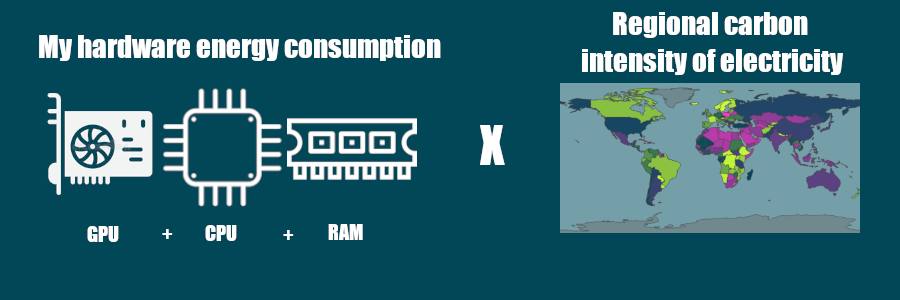 My hardware energy consumption
GPU + CPU + RAM
X
Regional carbon
intensity of electricity